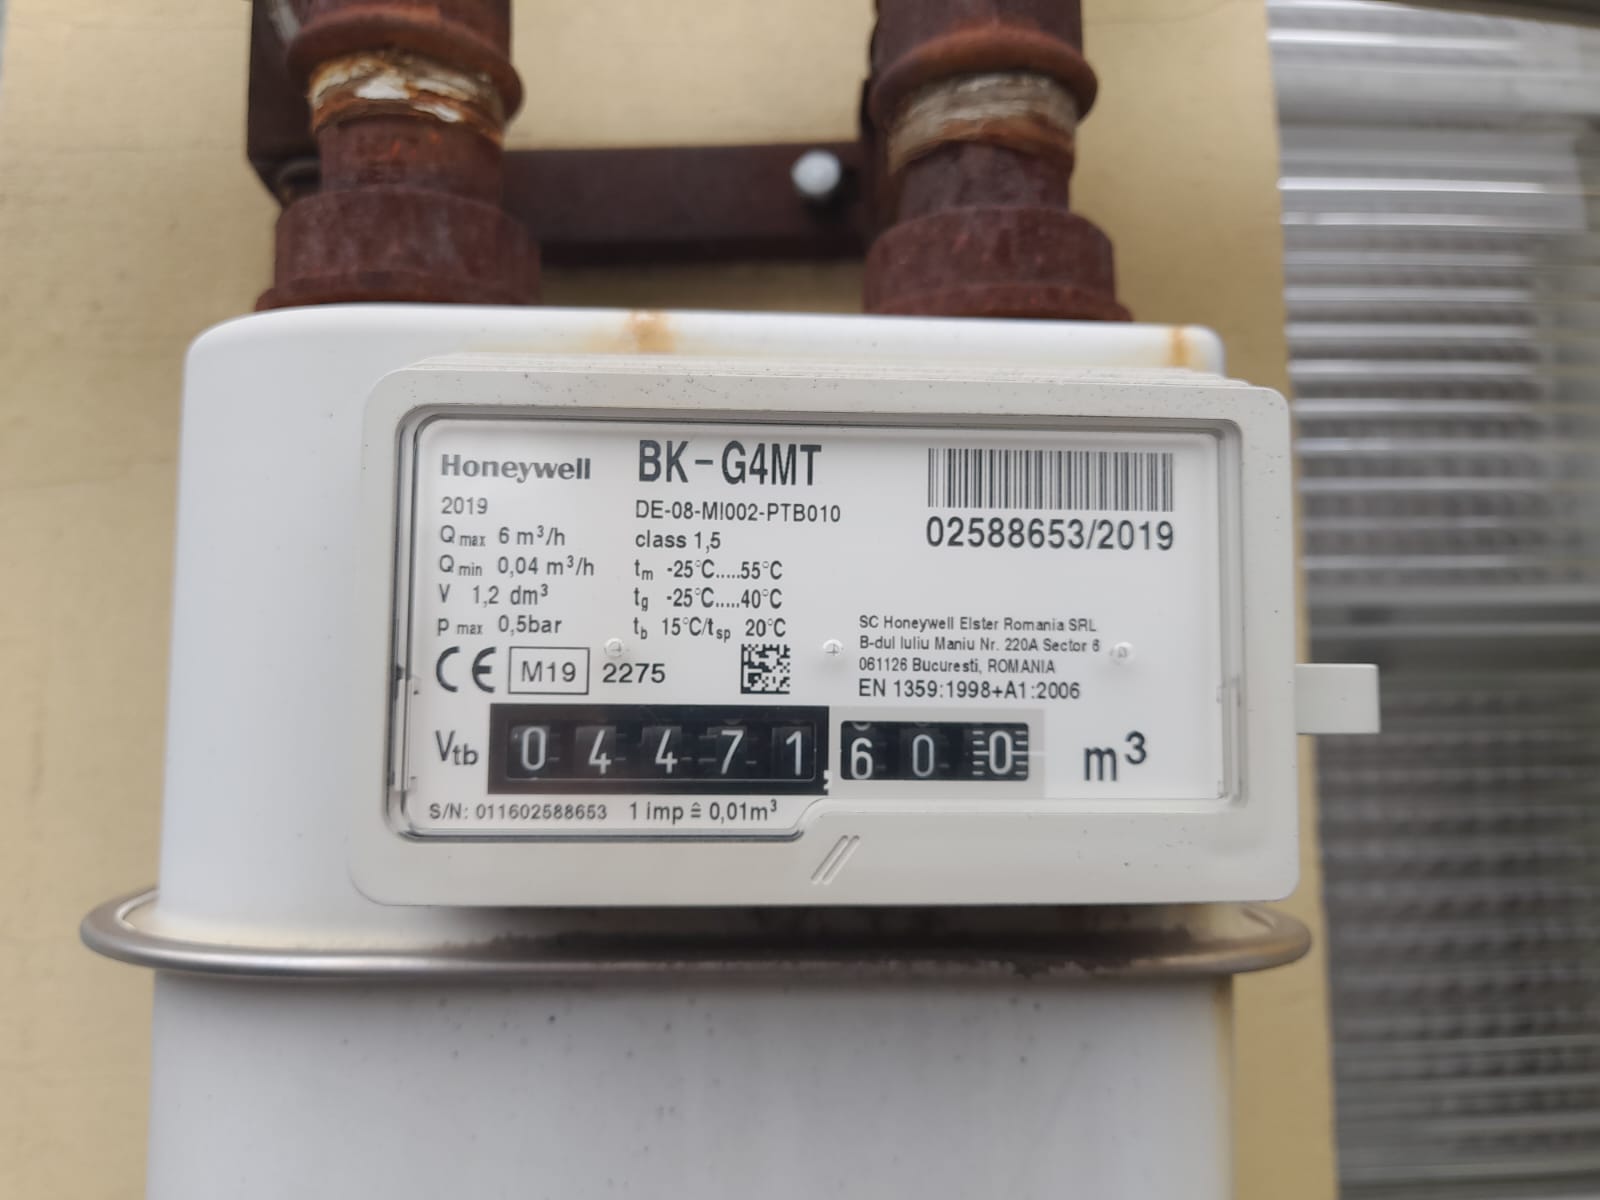 Honeywell BK-G4MT
2019 DE-08-MI002-PTB010
02588653/2019
Qmax 6 m³/h class 1,5
Qmin 0,04 m³/h tm -25°C.....55°C
V 1,2 dm³ tg -25°C.....40°C
pmax 0,5bar tb 15°C/tsp 20°C
SC Honeywell Elster Romania SRL
B-dul Iuliu Maniu Nr. 220A Sector 6
061126 Bucuresti, ROMANIA
EN 1359:1998+A1:2006
CE M19 2275
Vtb 04471,600 m³
S/N: 011602588653 1 imp ≙ 0,01m³